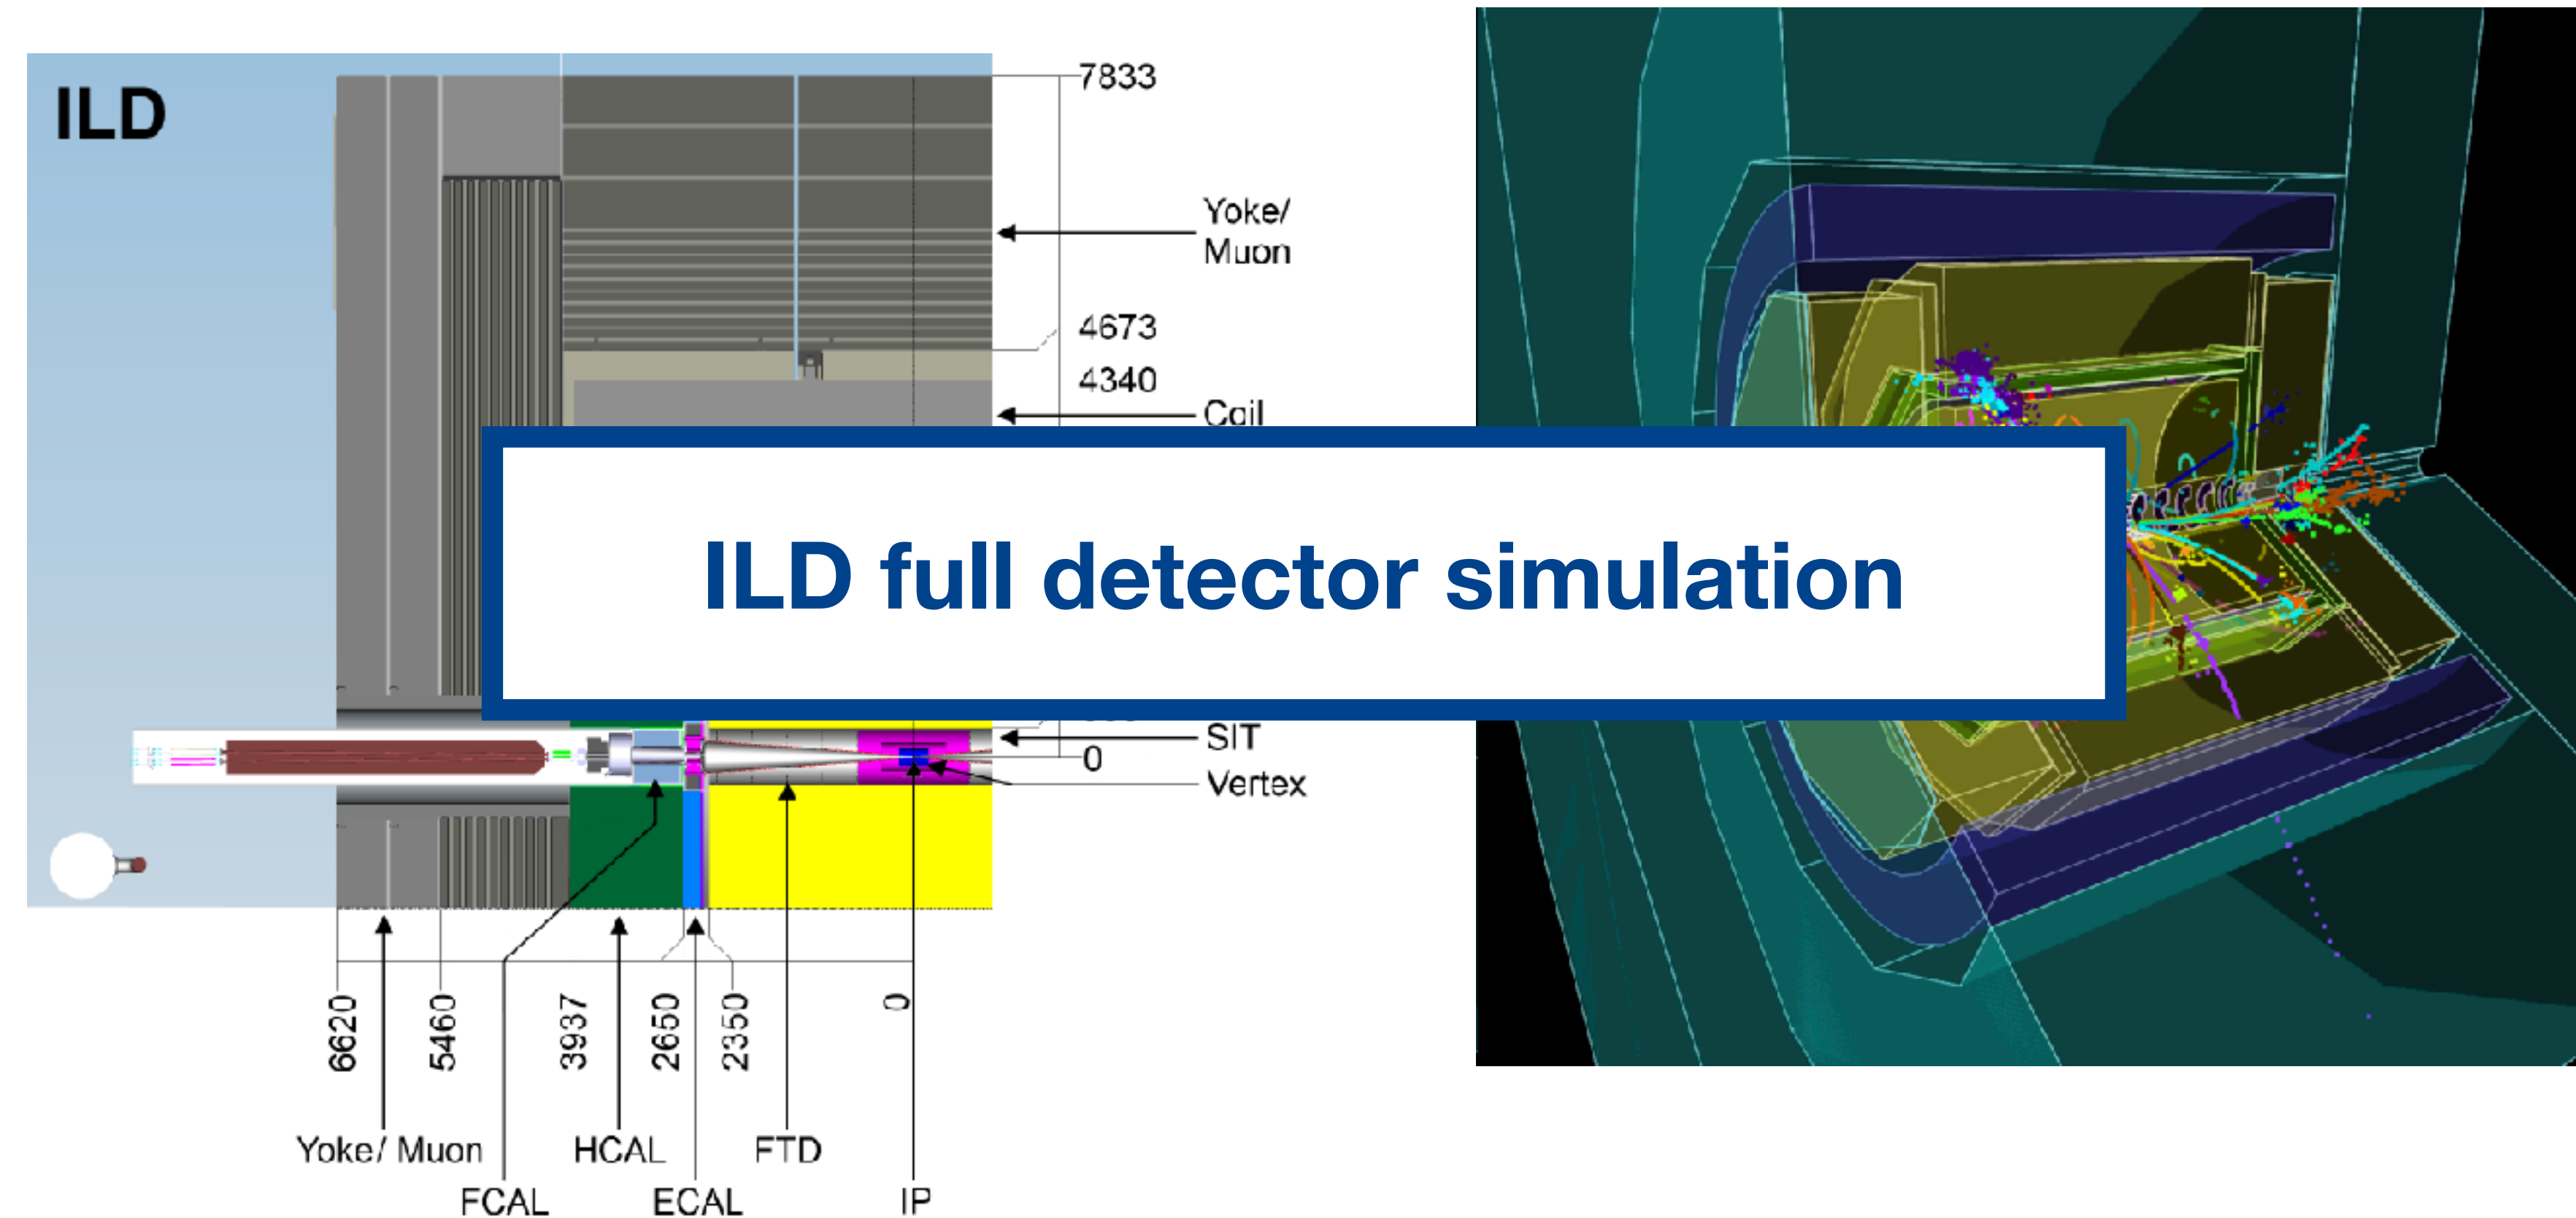 ILD
7833
Yoke/
Muon
4673
4340
Coil
ILD full detector simulation
SIT
0
Vertex
6620
5460
3937
2650
2350
0
Yoke/ Muon
HCAL
FTD
FCAL
ECAL
IP